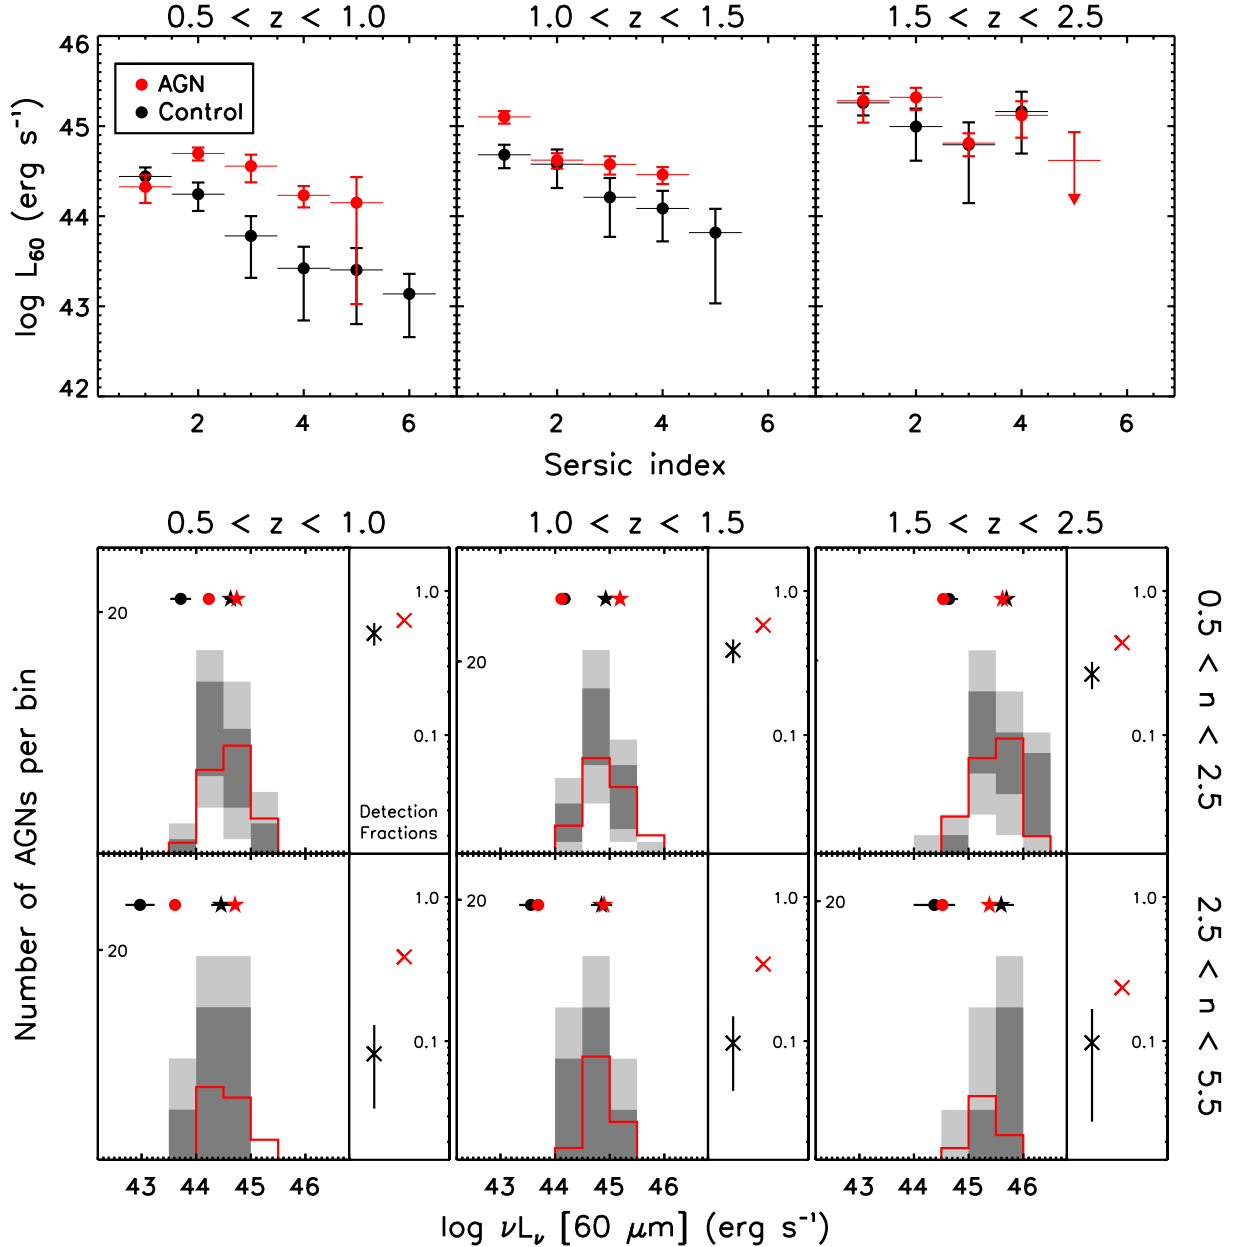 0.5 < z < 1.0
1.0 < z < 1.5
1.5 < z < 2.5
log L60 (erg s⁻¹)
46
45
44
43
42
AGN
Control
2 4 6
2 4 6
2 4 6
Sersic index
0.5 < z < 1.0
1.0 < z < 1.5
1.5 < z < 2.5
Number of AGNs per bin
20
1.0
0.1
Detection
Fractions
20
1.0
0.1
1.0
0.1
0.5 < n < 2.5
20
1.0
0.1
20
1.0
0.1
20
1.0
0.1
2.5 < n < 5.5
43 44 45 46
43 44 45 46
43 44 45 46
log νLν [60 μm] (erg s⁻¹)